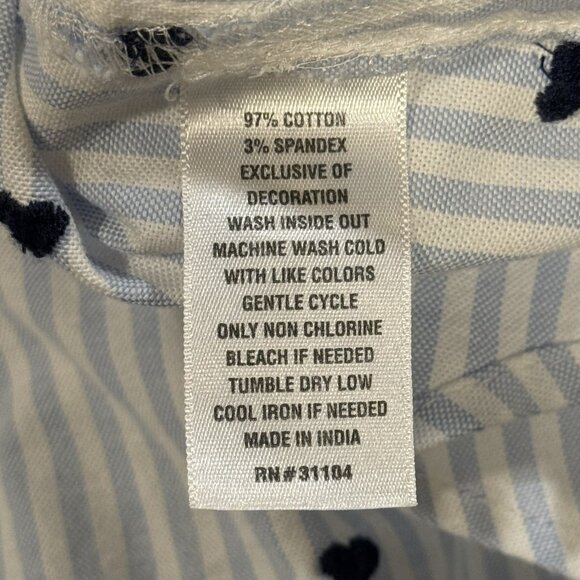 97% COTTON
3% SPANDEX
EXCLUSIVE OF
DECORATION
WASH INSIDE OUT
MACHINE WASH COLD
WITH LIKE COLORS
GENTLE CYCLE
ONLY NON CHLORINE
BLEACH IF NEEDED
TUMBLE DRY LOW
COOL IRON IF NEEDED
MADE IN INDIA
RN#31104